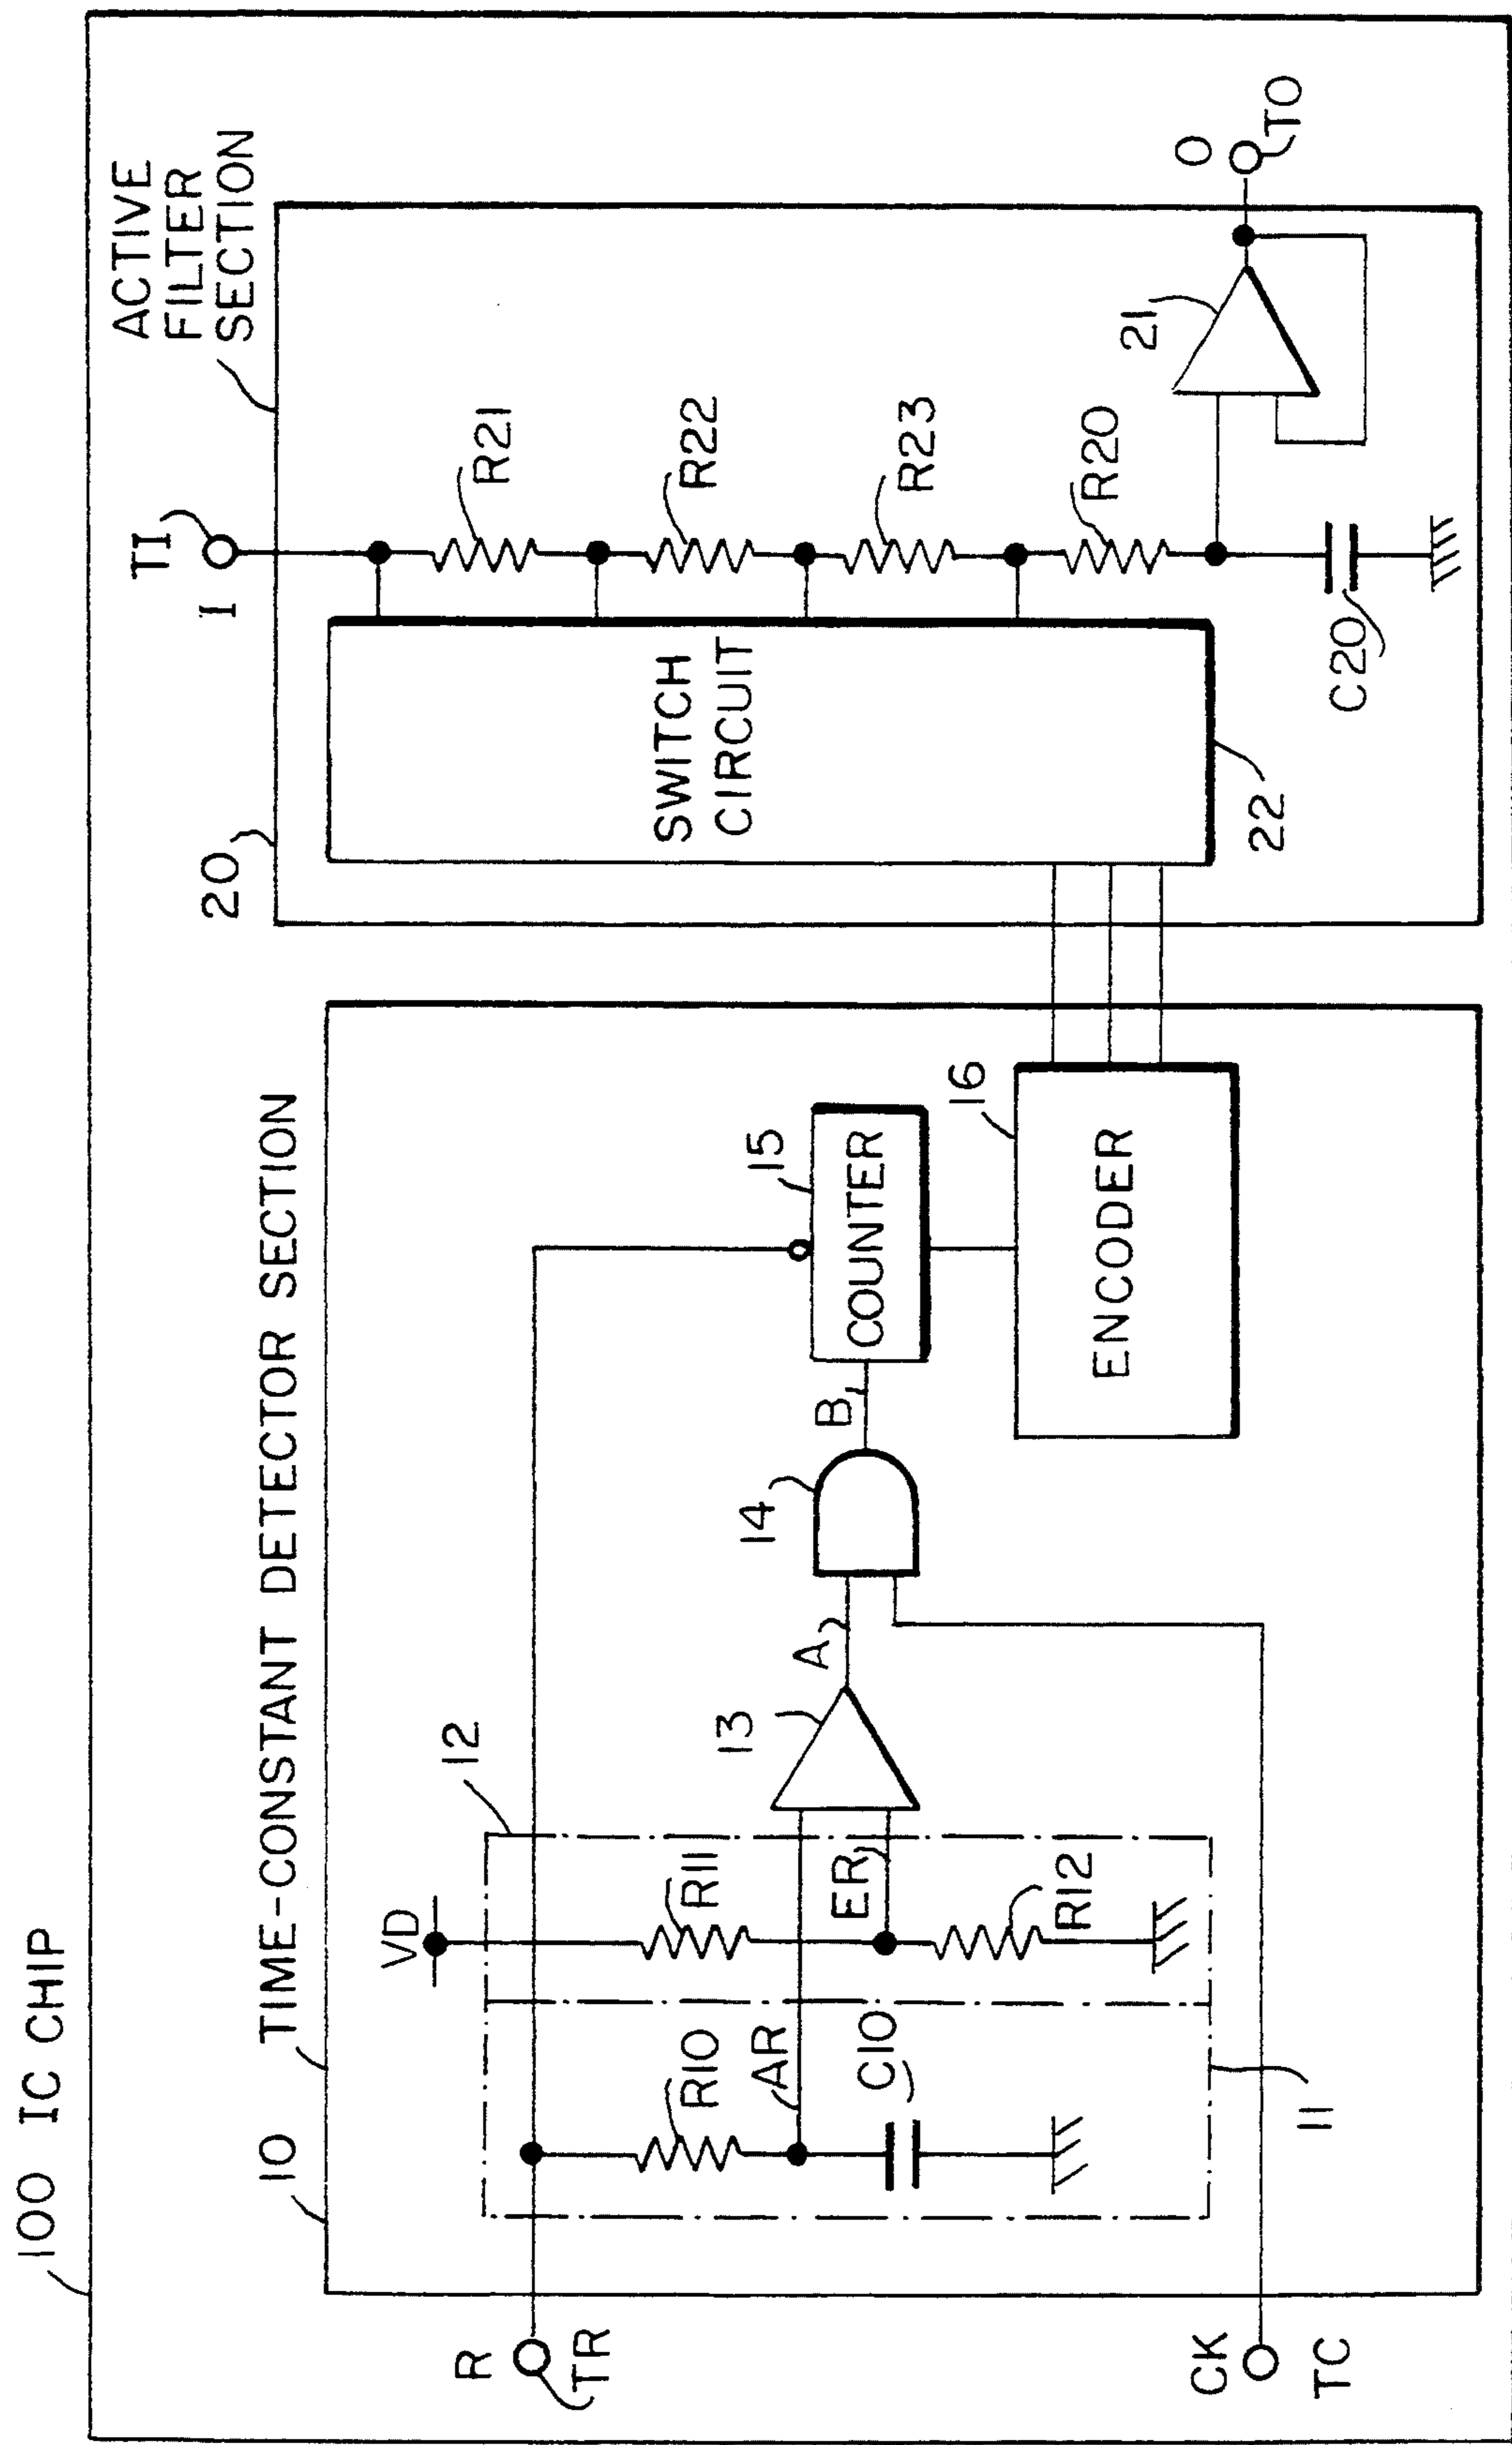 100 IC CHIP
10
TIME-CONSTANT DETECTOR SECTION
20
ACTIVE
FILTER
SECTION
TI
I
VD
12
R
TR
R10
AR
C10
R11
ER
R12
11
13
A
14
B
15
COUNTER
16
ENCODER
CK
TC
SWITCH
CIRCUIT
22
R21
R22
R23
R20
C20
21
O
TO